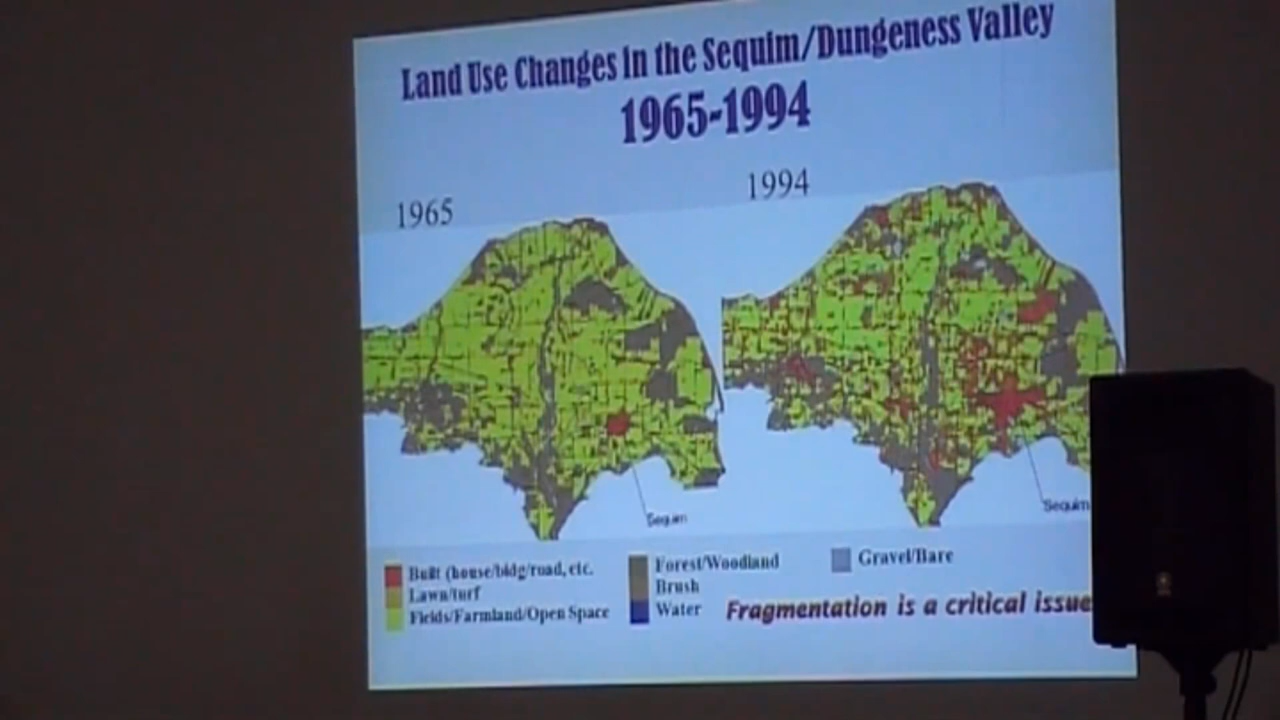 Land Use Changes in the Sequim/Dungeness Valley
1965-1994
1965
1994
Sequim
Sequim
Built (house/bldg/road, etc.
Lawn/turf
Fields/Farmland/Open Space
Forest/Woodland
Brush
Water
Gravel/Bare
Fragmentation is a critical issue